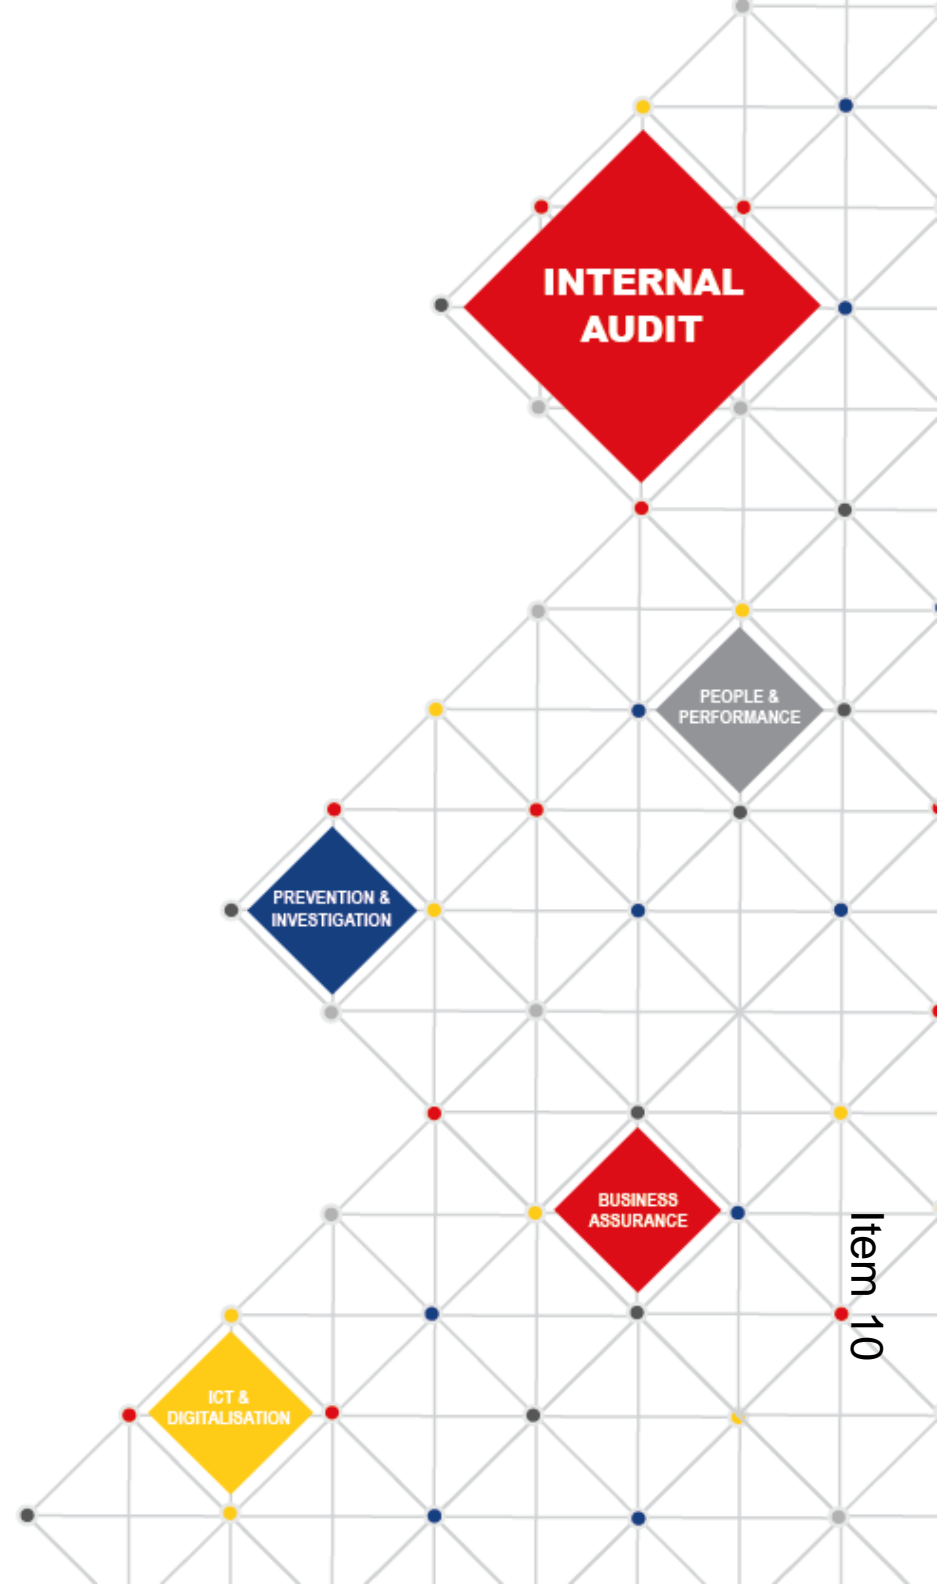 INTERNAL
AUDIT
PEOPLE &
PERFORMANCE
PREVENTION &
INVESTIGATION
BUSINESS
ASSURANCE
Item 10
ICT &
DIGITALISATION